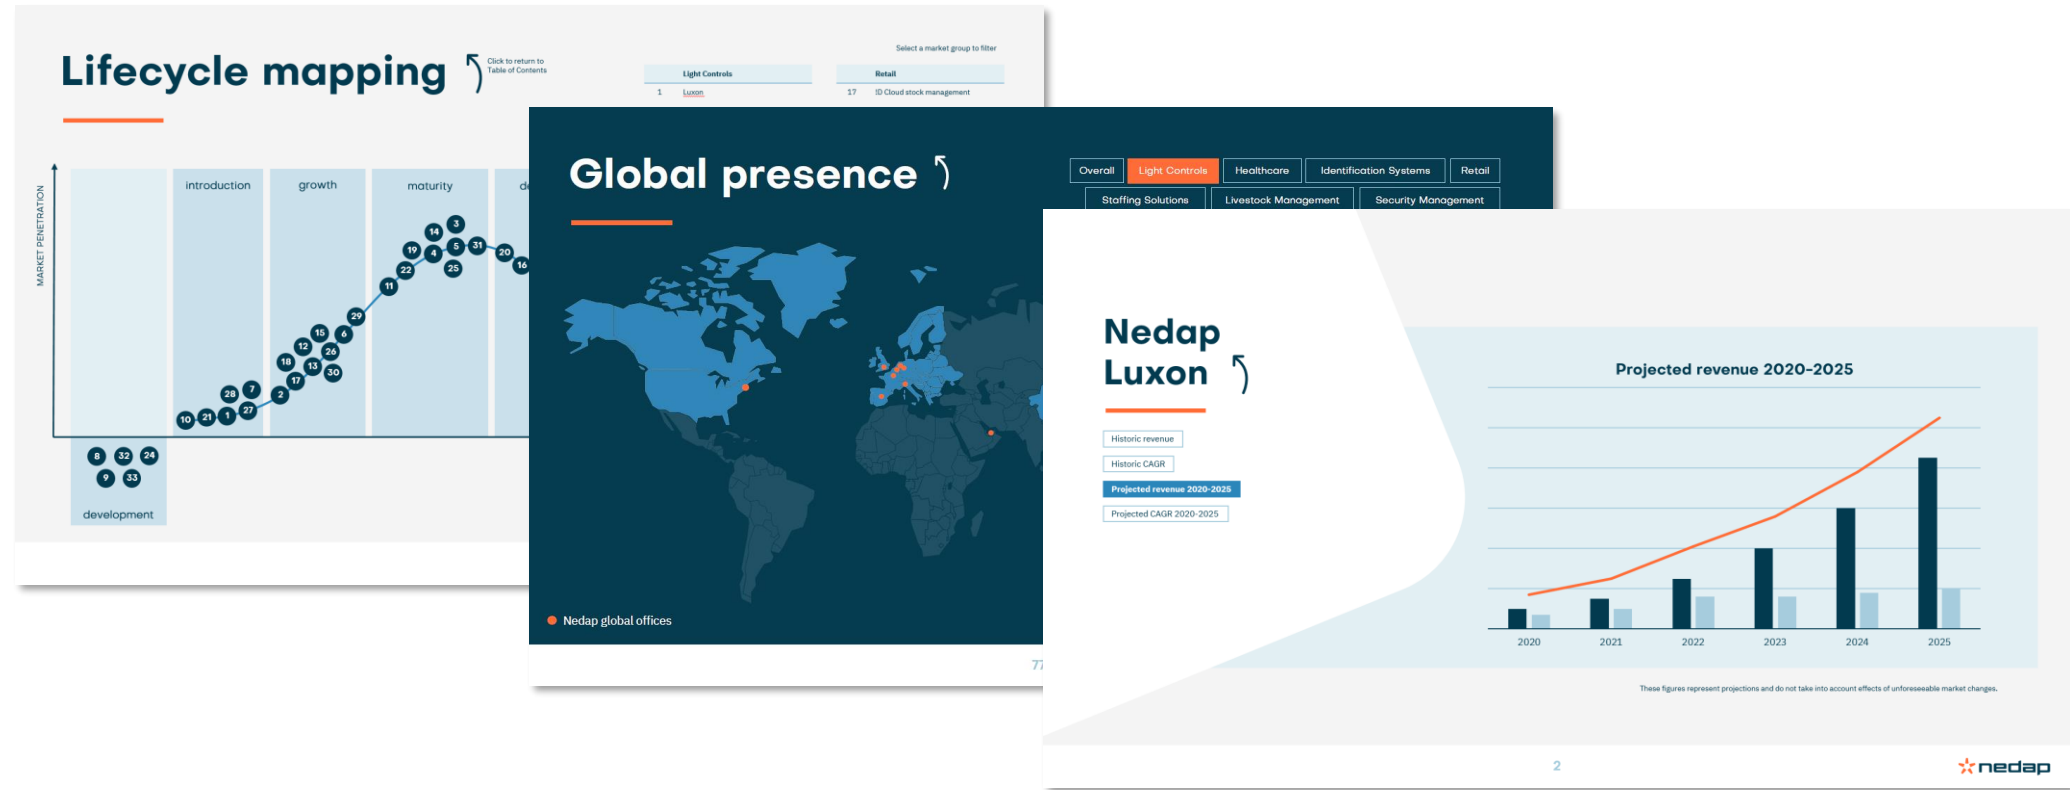 Lifecycle mapping
Click to return to
Table of Contents
Select a market group to filter
Light Controls
1 Luxon
Retail
17 !D Cloud stock management
MARKET PENETRATION
introduction
growth
maturity
de
3
14
19
4
5
31
20
22
25
16
11
29
15
6
12
26
18
13
30
17
2
28
7
10
21
1
27
8
32
24
9
33
development
Global presence
Overall
Light Controls
Healthcare
Identification Systems
Retail
Staffing Solutions
Livestock Management
Security Management
Nedap global offices
77
Nedap
Luxon
Historic revenue
Historic CAGR
Projected revenue 2020-2025
Projected CAGR 2020-2025
Projected revenue 2020-2025
2020 2021 2022 2023 2024 2025
These figures represent projections and do not take into account effects of unforeseeable market changes.
2
nedap